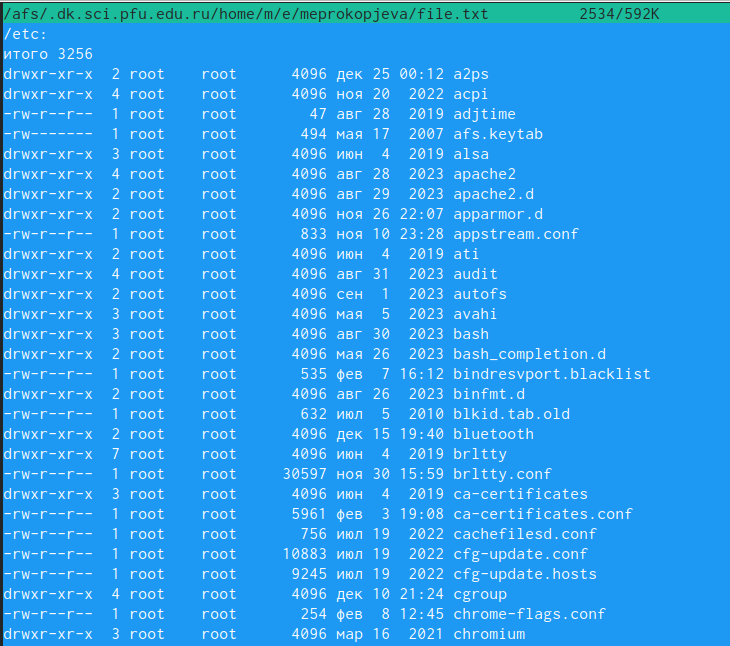 /afs/.dk.sci.pfu.edu.ru/home/m/e/meprokopjeva/file.txt 2534/592K
/etc:
итого 3256
drwxr-xr-x 2 root root 4096 дек 25 00:12 a2ps
drwxr-xr-x 4 root root 4096 ноя 20 2022 acpi
-rw-r--r-- 1 root root 47 авг 28 2019 adjtime
-rw------- 1 root root 494 мая 17 2007 afs.keytab
drwxr-xr-x 3 root root 4096 июн 4 2019 alsa
drwxr-xr-x 4 root root 4096 авг 28 2023 apache2
drwxr-xr-x 2 root root 4096 авг 29 2023 apache2.d
drwxr-xr-x 2 root root 4096 ноя 26 22:07 apparmor.d
-rw-r--r-- 1 root root 833 ноя 10 23:28 appstream.conf
drwxr-xr-x 2 root root 4096 июн 4 2019 ati
drwxr-xr-x 4 root root 4096 авг 31 2023 audit
drwxr-xr-x 2 root root 4096 сен 1 2023 autofs
drwxr-xr-x 3 root root 4096 мая 5 2023 avahi
drwxr-xr-x 3 root root 4096 авг 30 2023 bash
drwxr-xr-x 2 root root 4096 мая 26 2023 bash_completion.d
-rw-r--r-- 1 root root 535 фев 7 16:12 bindresvport.blacklist
drwxr-xr-x 2 root root 4096 авг 26 2023 binfmt.d
-rw-r--r-- 1 root root 632 июл 5 2010 blkid.tab.old
drwxr-xr-x 2 root root 4096 дек 15 19:40 bluetooth
drwxr-xr-x 7 root root 4096 июн 4 2019 brltty
-rw-r--r-- 1 root root 30597 ноя 30 15:59 brltty.conf
drwxr-xr-x 3 root root 4096 июн 4 2019 ca-certificates
-rw-r--r-- 1 root root 5961 фев 3 19:08 ca-certificates.conf
-rw-r--r-- 1 root root 756 июл 19 2022 cachefilesd.conf
-rw-r--r-- 1 root root 10883 июл 19 2022 cfg-update.conf
-rw-r--r-- 1 root root 9245 июл 19 2022 cfg-update.hosts
drwxr-xr-x 4 root root 4096 дек 10 21:24 cgroup
-rw-r--r-- 1 root root 254 фев 8 12:45 chrome-flags.conf
drwxr-xr-x 3 root root 4096 мар 16 2021 chromium